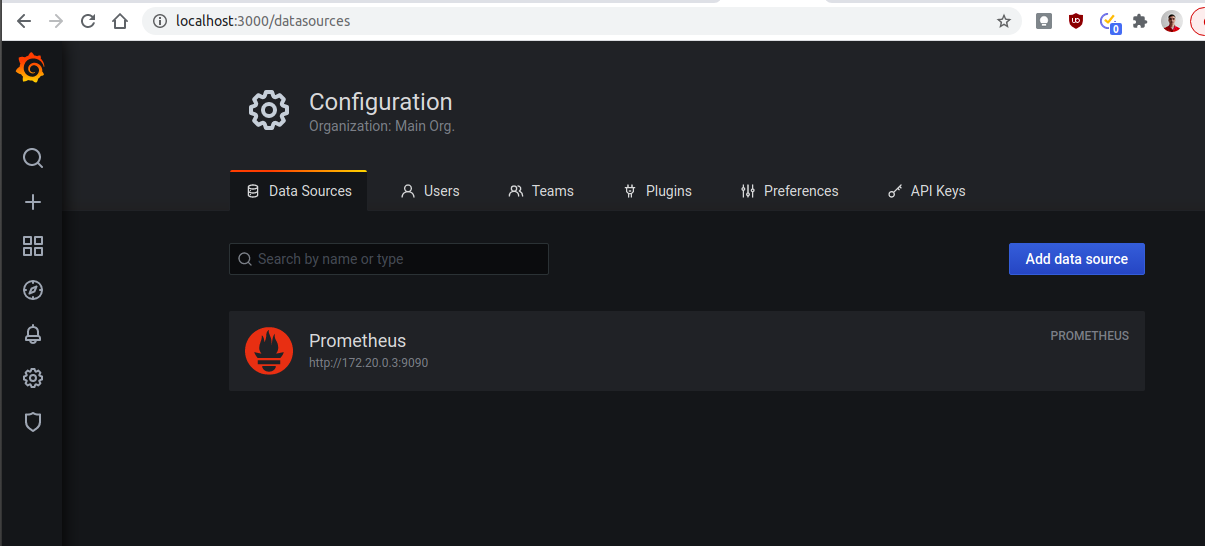 localhost:3000/datasources
0
Configuration
Organization: Main Org.
Data Sources
Users
Teams
Plugins
Preferences
API Keys
Search by name or type
Add data source
Prometheus
PROMETHEUS
http://172.20.0.3:9090